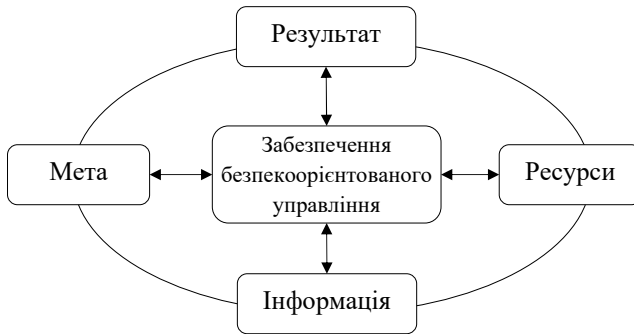 Результат
Забезпечення
безпекоорієнтованого
управління
Мета
Ресурси
Інформація